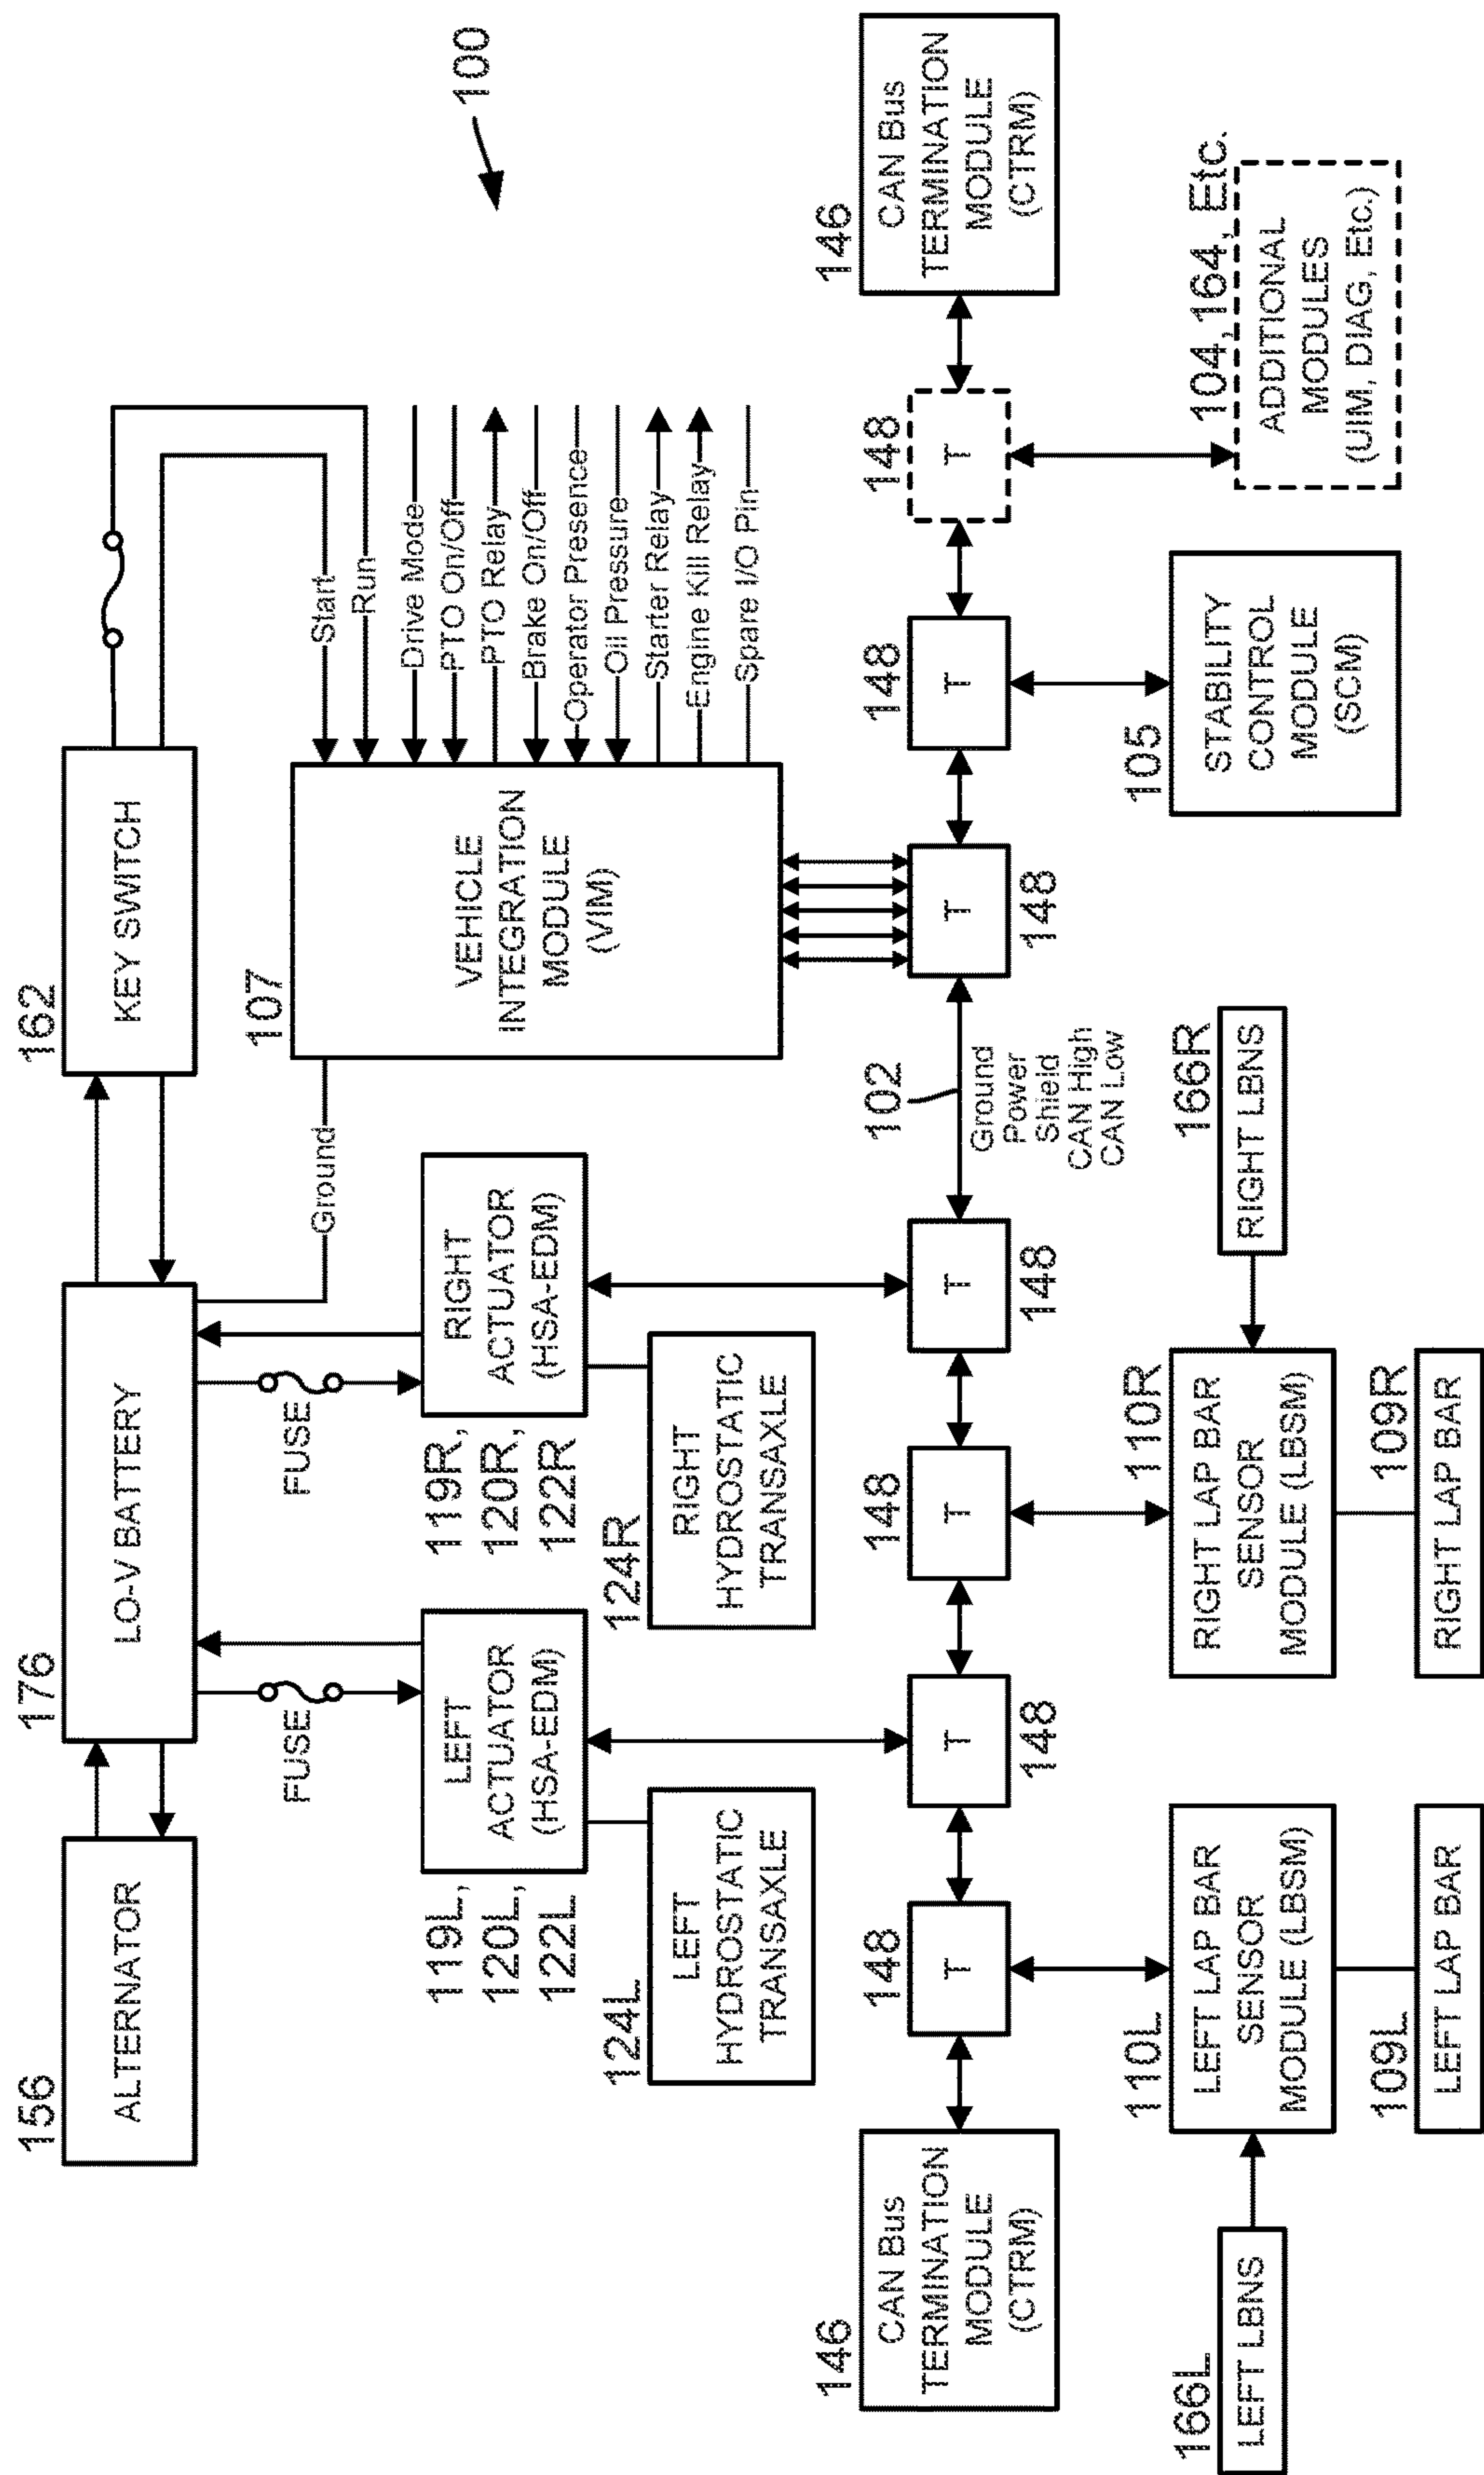 100
156
ALTERNATOR
176
LO-V BATTERY
162
KEY SWITCH
FUSE
FUSE
Ground
Start
Run
Drive Mode
PTO On/Off
PTO Relay
Brake On/Off
Operator Presence
Oil Pressure
Starter Relay
Engine Kill Relay
Spare I/O Pin
107
VEHICLE
INTEGRATION
MODULE
(VIM)
119L,
120L,
122L
LEFT
ACTUATOR
(HSA-EDM)
119R,
120R,
122R
RIGHT
ACTUATOR
(HSA-EDM)
124L
LEFT
HYDROSTATIC
TRANSAXLE
124R
RIGHT
HYDROSTATIC
TRANSAXLE
146
CAN Bus
TERMINATION
MODULE
(CTRM)
148
T
T
148
148
T
T
148
102
Ground
Power
Shield
CAN High
CAN Low
T
148
148
T
148
T
146
CAN Bus
TERMINATION
MODULE
(CTRM)
166L
LEFT LBNS
110L
LEFT LAP BAR
SENSOR
MODULE (LBSM)
109L
LEFT LAP BAR
110R
RIGHT LAP BAR
SENSOR
MODULE (LBSM)
109R
RIGHT LAP BAR
166R
RIGHT LBNS
105
STABILITY
CONTROL
MODULE
(SCM)
104, 164, Etc.
ADDITIONAL
MODULES
(UIM, DIAG, Etc.)